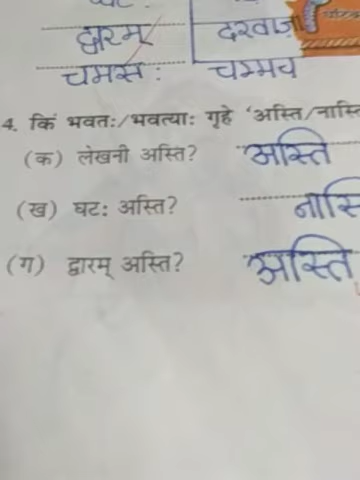 द्वारम् दरवाजा
चमसः चम्मच
4. किं भवतः/भवत्याः गृहे 'अस्ति/नास्ति
(क) लेखनी अस्ति? अस्ति
(ख) घटः अस्ति? नास्ति
(ग) द्वारम् अस्ति? अस्ति